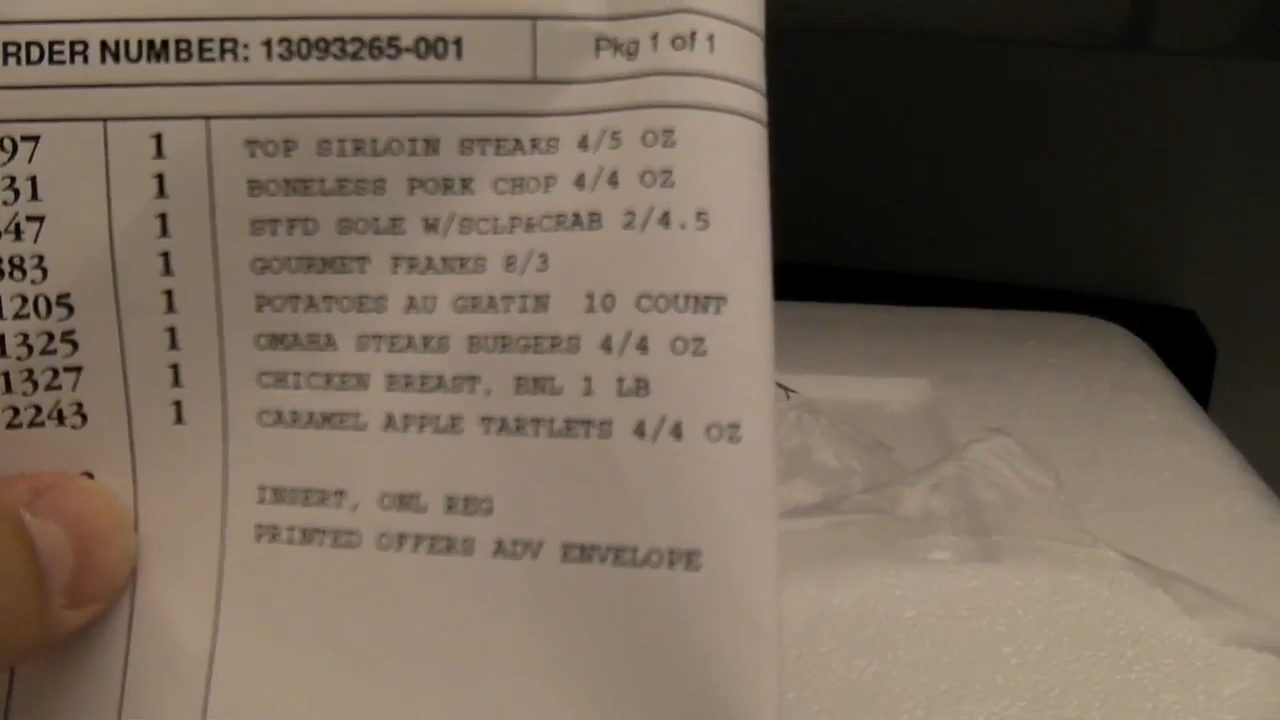 RDER NUMBER: 13093265-001 Pkg 1 of 1
97 1 TOP SIRLOIN STEAKS 4/5 OZ
31 1 BONELESS PORK CHOP 4/4 OZ
47 1 STFD SOLE W/SCLP&CRAB 2/4.5
383 1 GOURMET FRANKS 8/3
1205 1 POTATOES AU GRATIN 10 COUNT
1325 1 OMAHA STEAKS BURGERS 4/4 OZ
1327 1 CHICKEN BREAST, BNL 1 LB
2243 1 CARAMEL APPLE TARTLETS 4/4 OZ
INSERT, ONL REG
PRINTED OFFERS ADV ENVELOPE